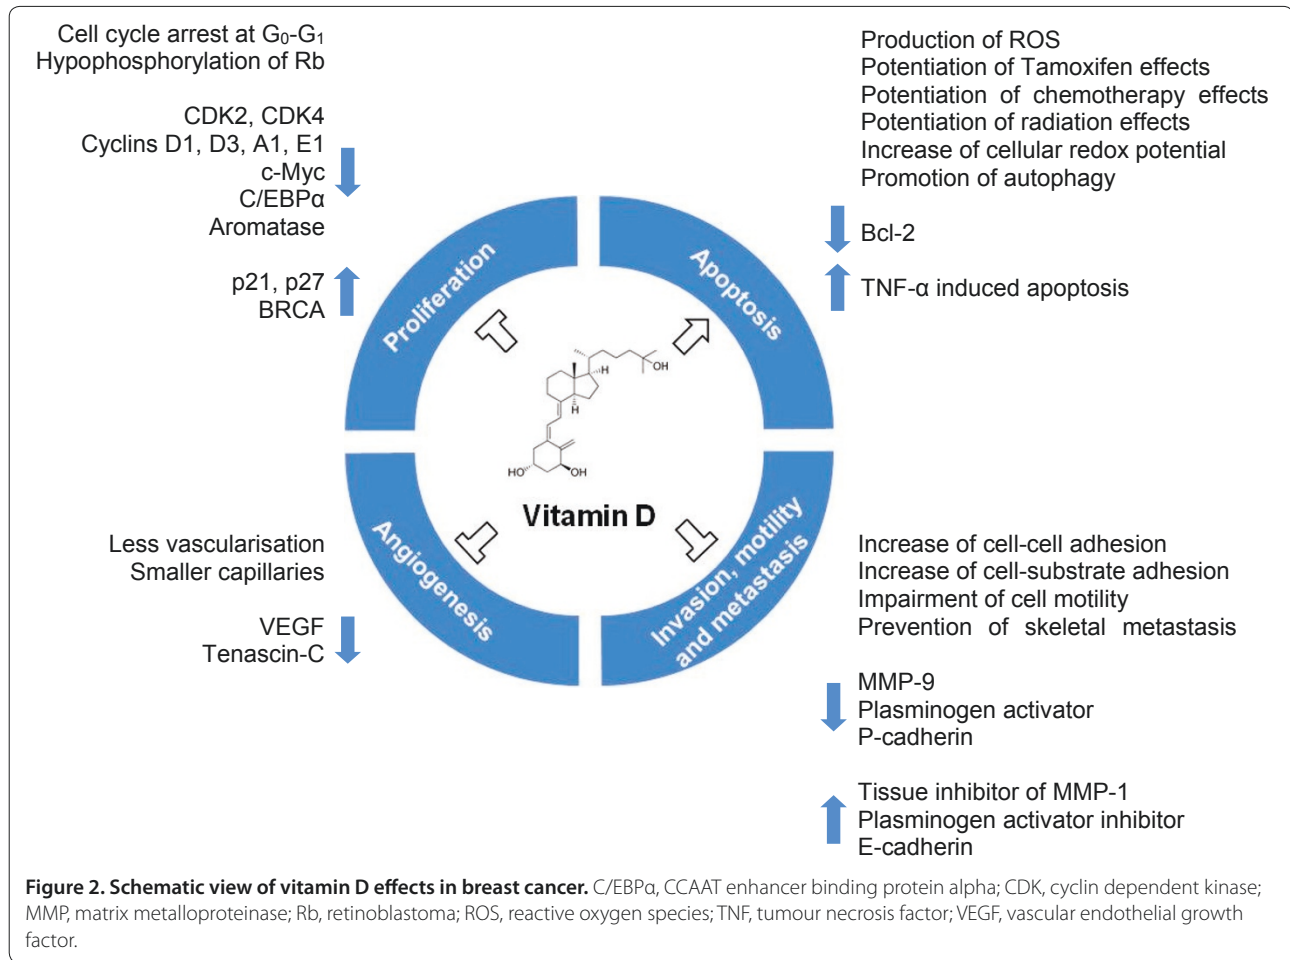 Cell cycle arrest at G₀-G₁
Hypophosphorylation of Rb
CDK2, CDK4
Cyclins D1, D3, A1, E1
c-Myc
C/EBPα
Aromatase
p21, p27
BRCA
Production of ROS
Potentiation of Tamoxifen effects
Potentiation of chemotherapy effects
Potentiation of radiation effects
Increase of cellular redox potential
Promotion of autophagy
Bcl-2
TNF-α induced apoptosis
Proliferation
Apoptosis
H
H
OH
HO
OH
Vitamin D
Angiogenesis
Invasion, motility
and metastasis
Less vascularisation
Smaller capillaries
VEGF
Tenascin-C
Increase of cell-cell adhesion
Increase of cell-substrate adhesion
Impairment of cell motility
Prevention of skeletal metastasis
MMP-9
Plasminogen activator
P-cadherin
Tissue inhibitor of MMP-1
Plasminogen activator inhibitor
E-cadherin
Figure 2. Schematic view of vitamin D effects in breast cancer. C/EBPα, CCAAT enhancer binding protein alpha; CDK, cyclin dependent kinase;
MMP, matrix metalloproteinase; Rb, retinoblastoma; ROS, reactive oxygen species; TNF, tumour necrosis factor; VEGF, vascular endothelial growth
factor.